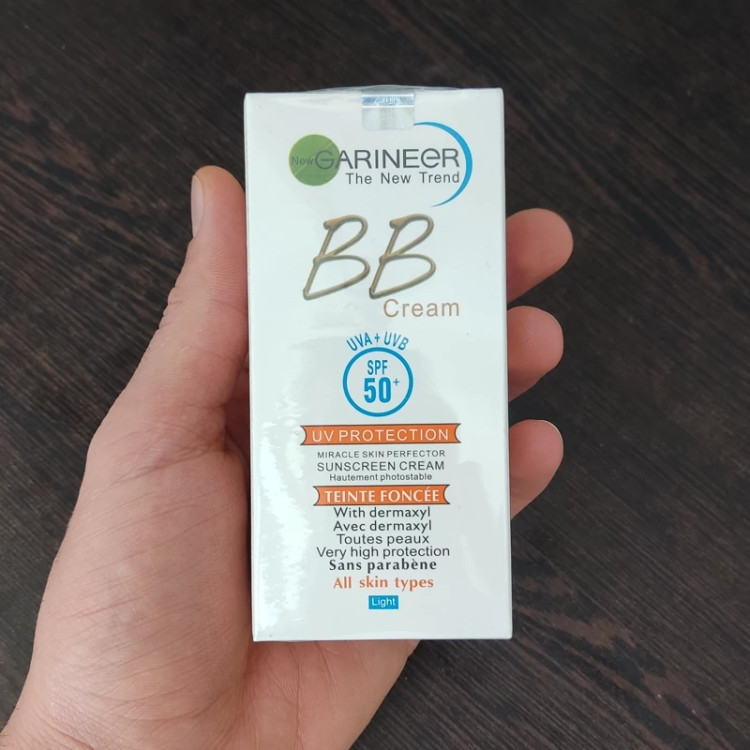 New GARINEER
The New Trend
BB
Cream
UVA + UVB
SPF
50+
UV PROTECTION
MIRACLE SKIN PERFECTOR
SUNSCREEN CREAM
Hautement photostable
TEINTE FONCÉE
With dermaxyl
Avec dermaxyl
Toutes peaux
Very high protection
Sans parabène
All skin types
Light